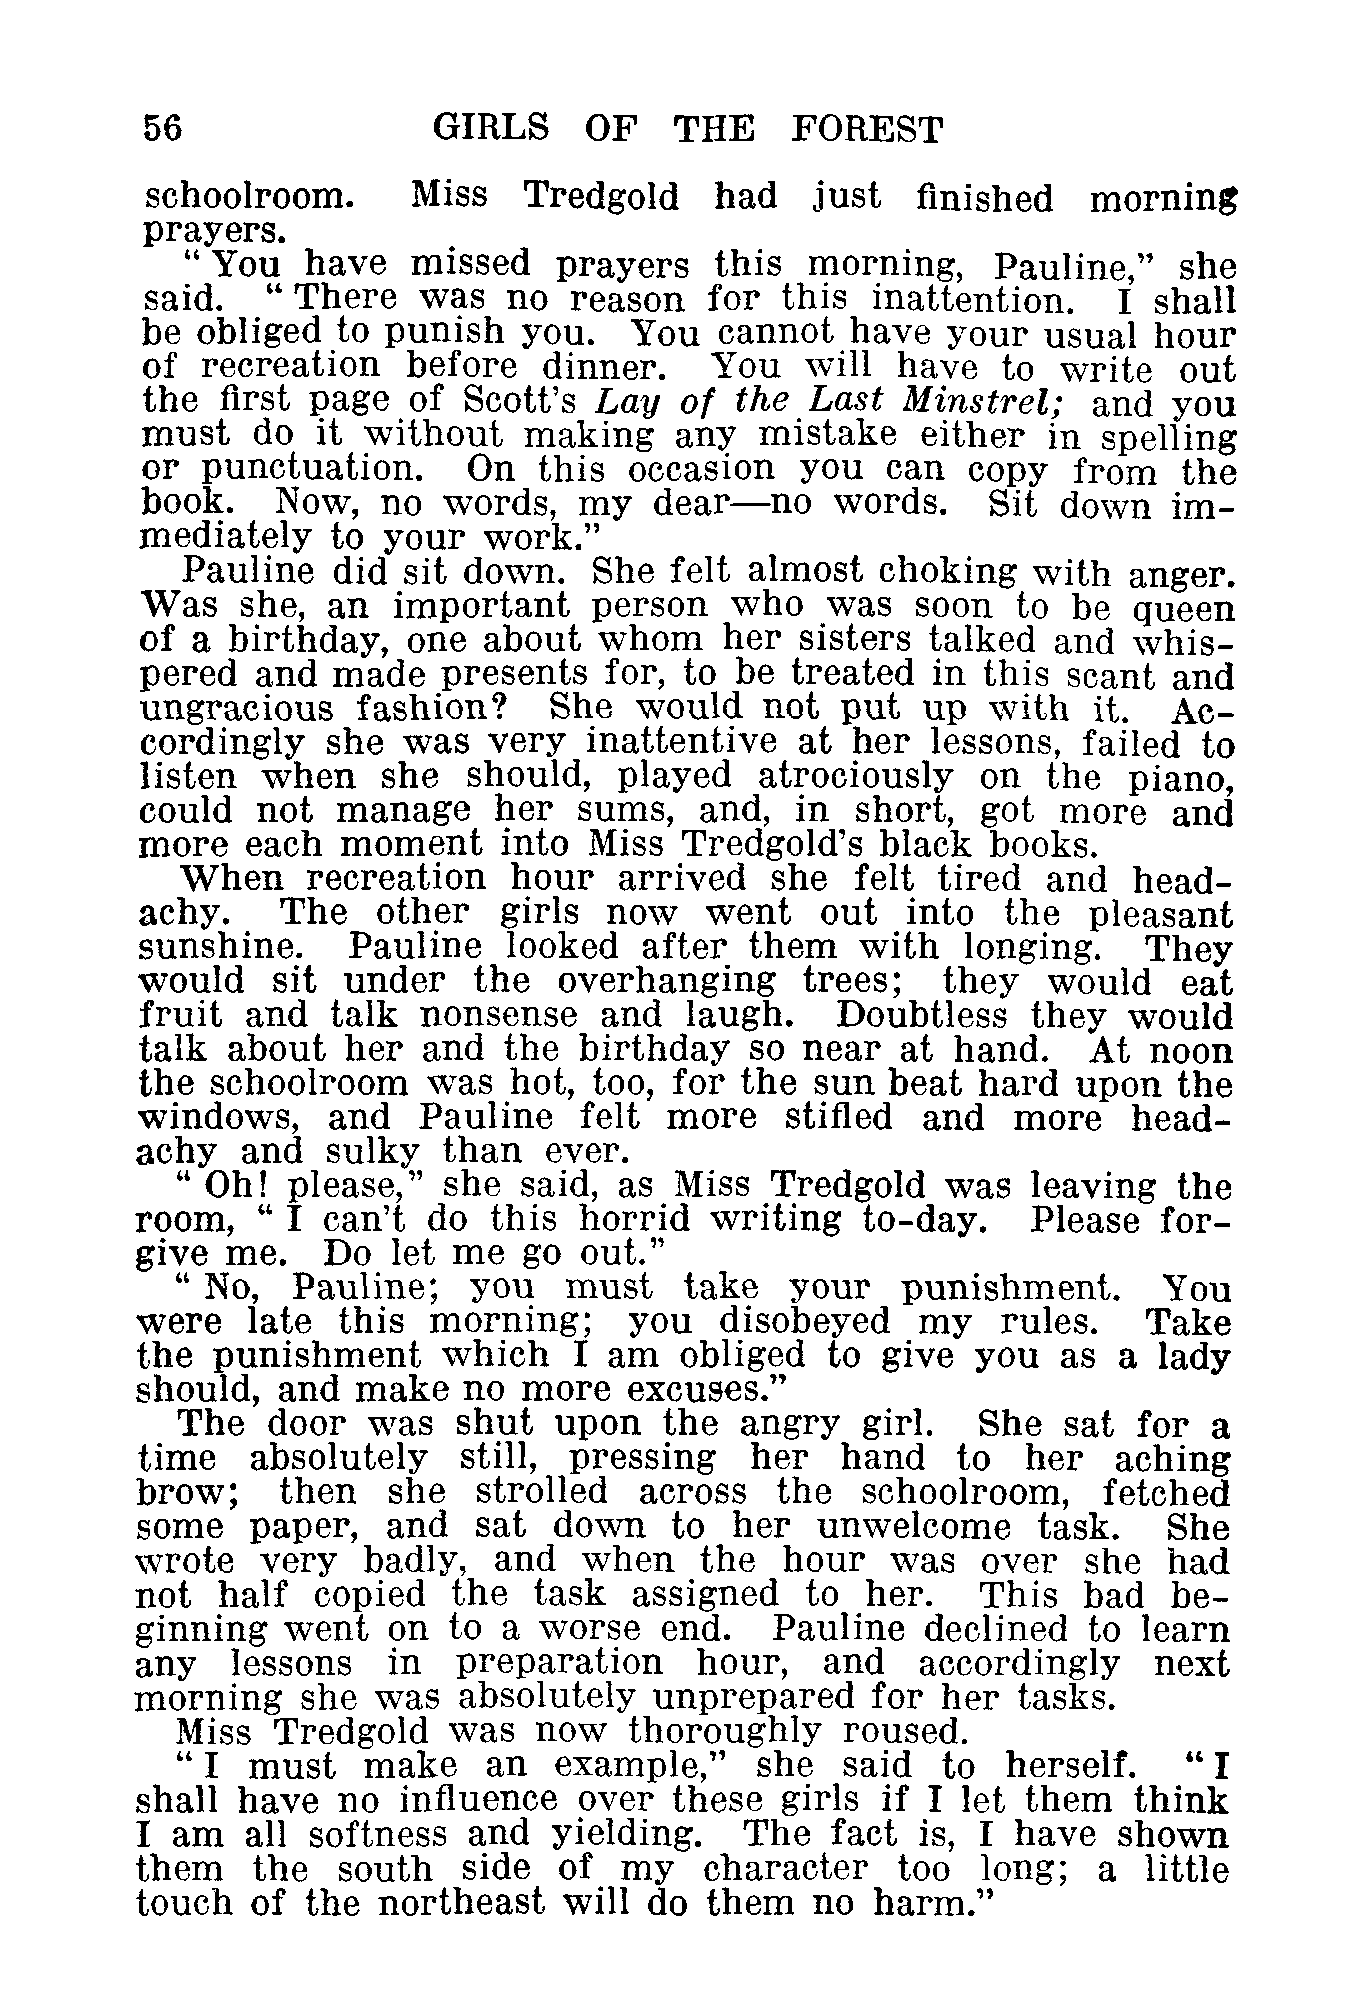 56 GIRLS OF THE FOREST
schoolroom. Miss Tredgold had just finished morning
prayers.
“You have missed prayers this morning, Pauline,” she
said. “There was no reason for this inattention. I shall
be obliged to punish you. You cannot have your usual hour
of recreation before dinner. You will have to write out
the first page of Scott’s Lay of the Last Minstrel; and you
must do it without making any mistake either in spelling
or punctuation. On this occasion you can copy from the
book. Now, no words, my dear—no words. Sit down im-
mediately to your work.”
Pauline did sit down. She felt almost choking with anger.
Was she, an important person who was soon to be queen
of a birthday, one about whom her sisters talked and whis-
pered and made presents for, to be treated in this scant and
ungracious fashion? She would not put up with it. Ac-
cordingly she was very inattentive at her lessons, failed to
listen when she should, played atrociously on the piano,
could not manage her sums, and, in short, got more and
more each moment into Miss Tredgold’s black books.
When recreation hour arrived she felt tired and head-
achy. The other girls now went out into the pleasant
sunshine. Pauline looked after them with longing. They
would sit under the overhanging trees; they would eat
fruit and talk nonsense and laugh. Doubtless they would
talk about her and the birthday so near at hand. At noon
the schoolroom was hot, too, for the sun beat hard upon the
windows, and Pauline felt more stifled and more head-
achy and sulky than ever.
“Oh! please,” she said, as Miss Tredgold was leaving the
room, “I can’t do this horrid writing to-day. Please for-
give me. Do let me go out.”
“No, Pauline; you must take your punishment. You
were late this morning; you disobeyed my rules. Take
the punishment which I am obliged to give you as a lady
should, and make no more excuses.”
The door was shut upon the angry girl. She sat for a
time absolutely still, pressing her hand to her aching
brow; then she strolled across the schoolroom, fetched
some paper, and sat down to her unwelcome task. She
wrote very badly, and when the hour was over she had
not half copied the task assigned to her. This bad be-
ginning went on to a worse end. Pauline declined to learn
any lessons in preparation hour, and accordingly next
morning she was absolutely unprepared for her tasks.
Miss Tredgold was now thoroughly roused.
“I must make an example,” she said to herself. “I
shall have no influence over these girls if I let them think
I am all softness and yielding. The fact is, I have shown
them the south side of my character too long; a little
touch of the northeast will do them no harm.”